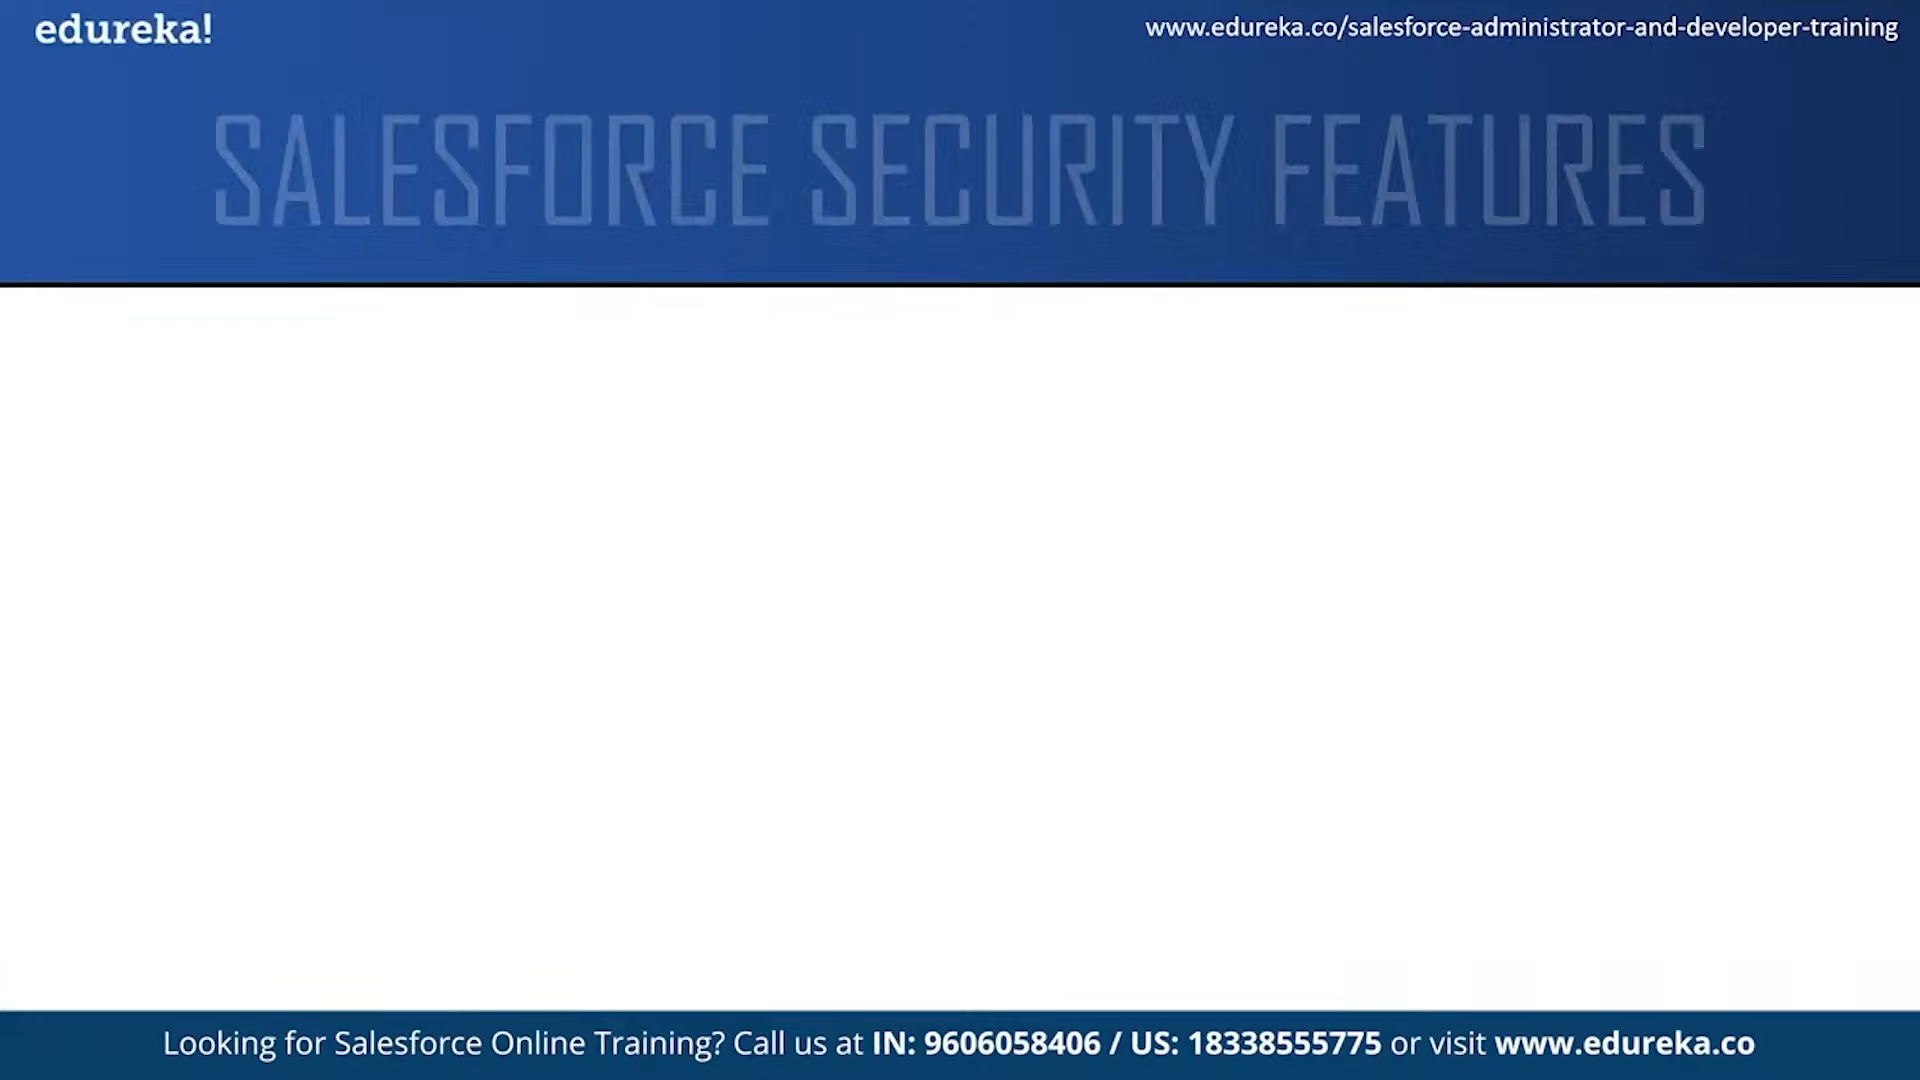 edureka!
www.edureka.co/salesforce-administrator-and-developer-training
SALESFORCE SECURITY FEATURES
Looking for Salesforce Online Training? Call us at IN: 9606058406 / US: 18338555775 or visit www.edureka.co